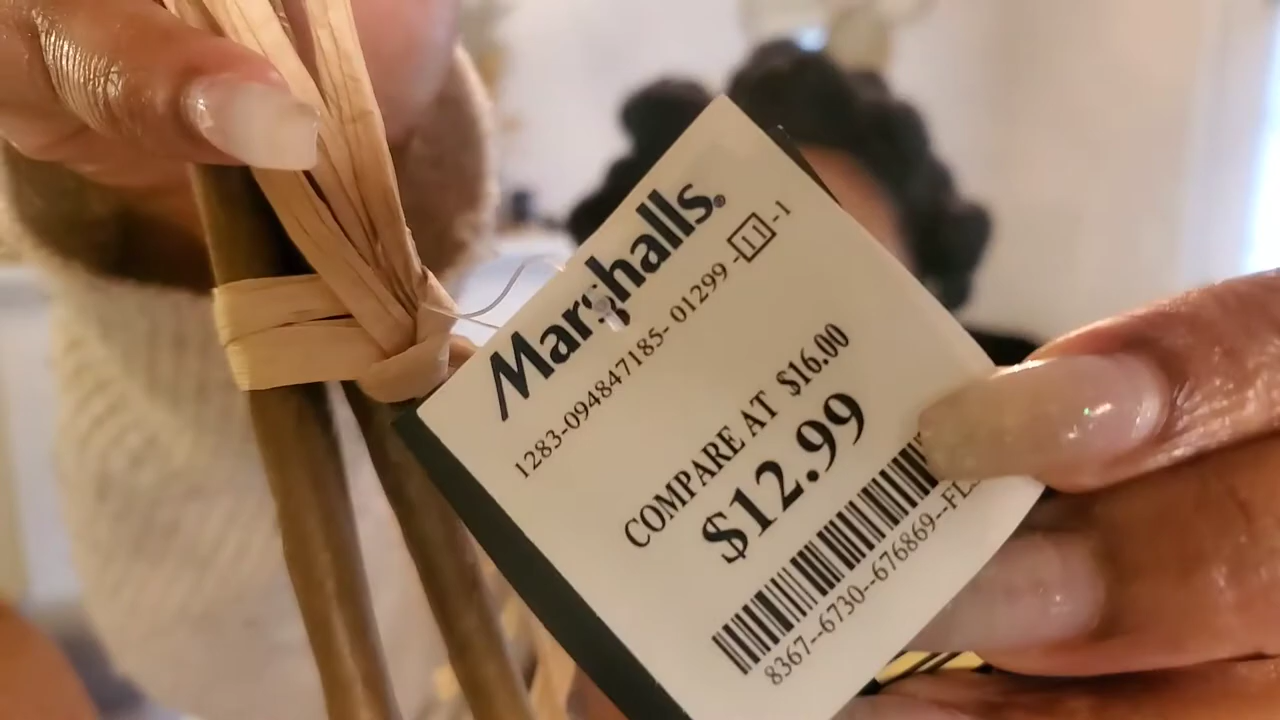 Marshalls®
1283-094847185- 01299 -11-1
COMPARE AT $16.00
$12.99
8367--6730--676869--FL